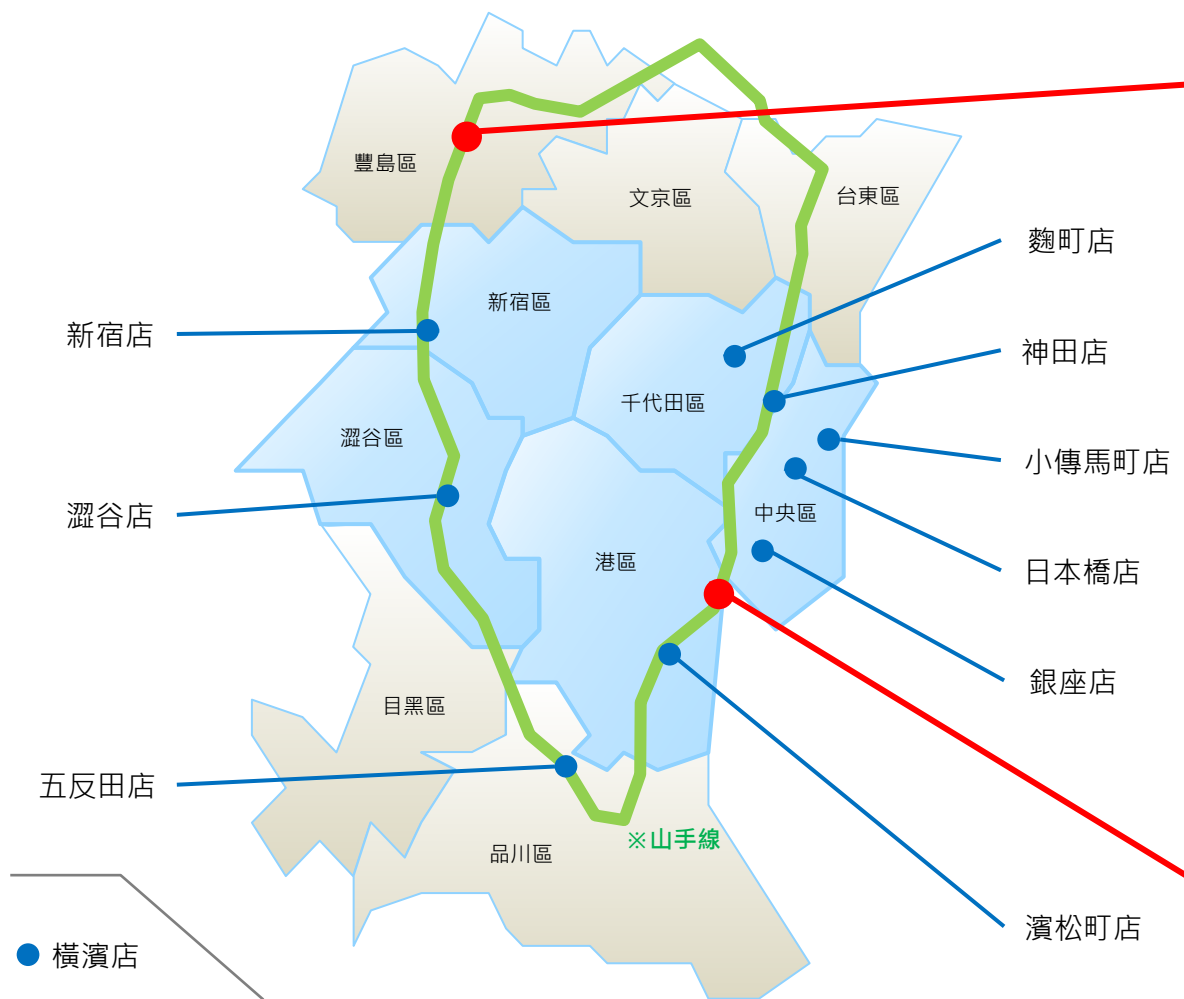 豐島區
文京區
台東區
麴町店
新宿區
新宿店
神田店
千代田區
澀谷區
小傳馬町店
澀谷店
中央區
港區
日本橋店
銀座店
目黑區
五反田店
※山手線
品川區
濱松町店
橫濱店